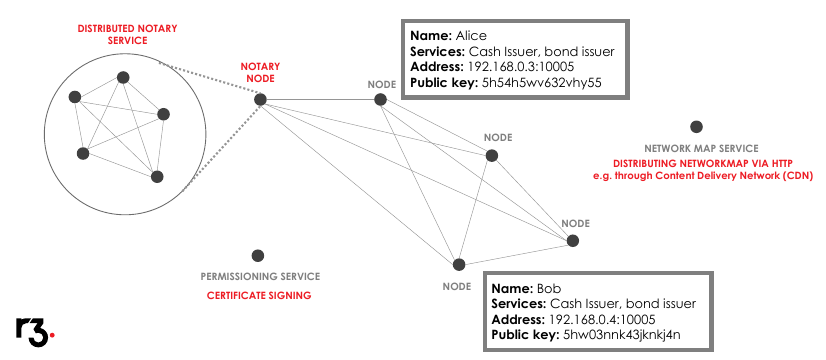 DISTRIBUTED NOTARY
SERVICE
NOTARY
NODE
NODE
Name: Alice
Services: Cash Issuer, bond issuer
Address: 192.168.0.3:10005
Public key: 5h54h5wv632vhy55
NODE
NETWORK MAP SERVICE
DISTRIBUTING NETWORKMAP VIA HTTP
e.g. through Content Delivery Network (CDN)
NODE
PERMISSIONING SERVICE
CERTIFICATE SIGNING
NODE
Name: Bob
Services: Cash Issuer, bond issuer
Address: 192.168.0.4:10005
Public key: 5hw03nnk43jknkj4n
r3.